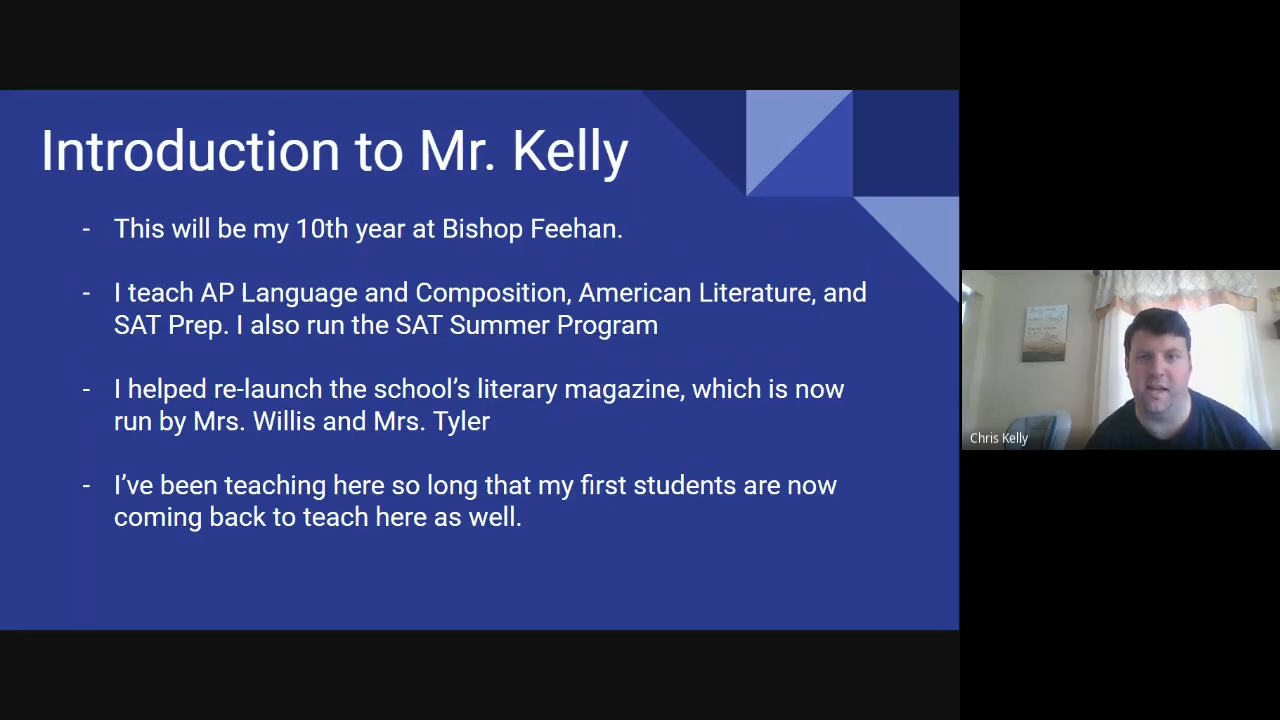 Introduction to Mr. Kelly
- This will be my 10th year at Bishop Feehan.
- I teach AP Language and Composition, American Literature, and
SAT Prep. I also run the SAT Summer Program
- I helped re-launch the school’s literary magazine, which is now
run by Mrs. Willis and Mrs. Tyler
- I’ve been teaching here so long that my first students are now
coming back to teach here as well.
Chris Kelly